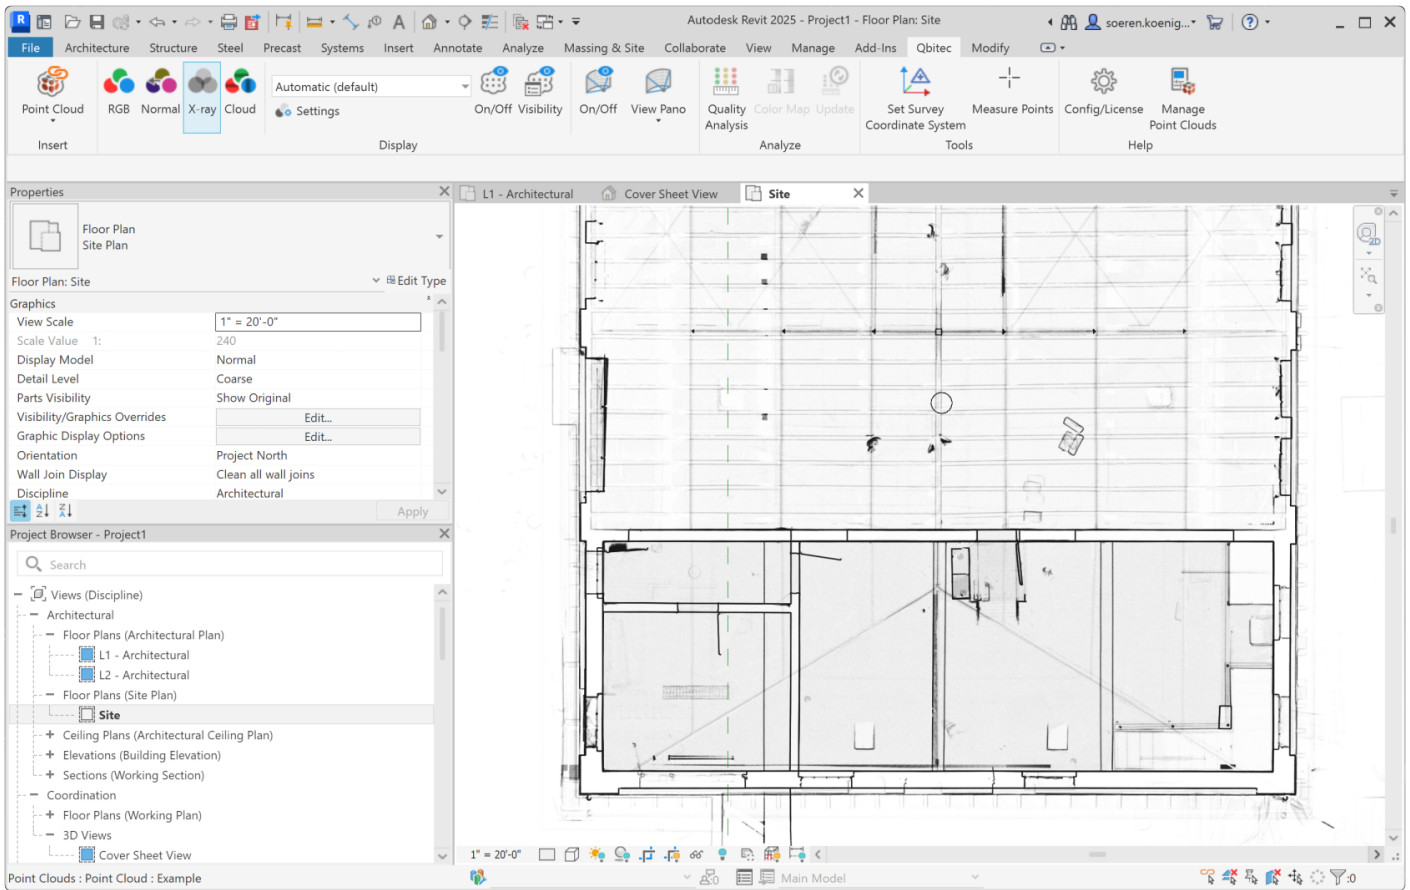 Autodesk Revit 2025 - Project1 - Floor Plan: Site
soeren.koenig...
File Architecture Structure Steel Precast Systems Insert Annotate Analyze Massing & Site Collaborate View Manage Add-Ins Qbitec Modify
Automatic (default)
Settings
Point Cloud RGB Normal X-ray Cloud On/Off Visibility On/Off View Pano Quality Analysis Color Map Update Set Survey Coordinate System Measure Points Config/License Manage Point Clouds
Insert Display Analyze Tools Help
Properties
L1 - Architectural Cover Sheet View Site
Floor Plan
Site Plan
Floor Plan: Site Edit Type
Graphics
View Scale 1" = 20'-0"
Scale Value 1: 240
Display Model Normal
Detail Level Coarse
Parts Visibility Show Original
Visibility/Graphics Overrides Edit...
Graphic Display Options Edit...
Orientation Project North
Wall Join Display Clean all wall joins
Discipline Architectural
Apply
Project Browser - Project1
Search
Views (Discipline)
Architectural
Floor Plans (Architectural Plan)
L1 - Architectural
L2 - Architectural
Floor Plans (Site Plan)
Site
Ceiling Plans (Architectural Ceiling Plan)
Elevations (Building Elevation)
Sections (Working Section)
Coordination
Floor Plans (Working Plan)
3D Views
Cover Sheet View
2D
1" = 20'-0"
Point Clouds : Point Cloud : Example
:0
Main Model
:0